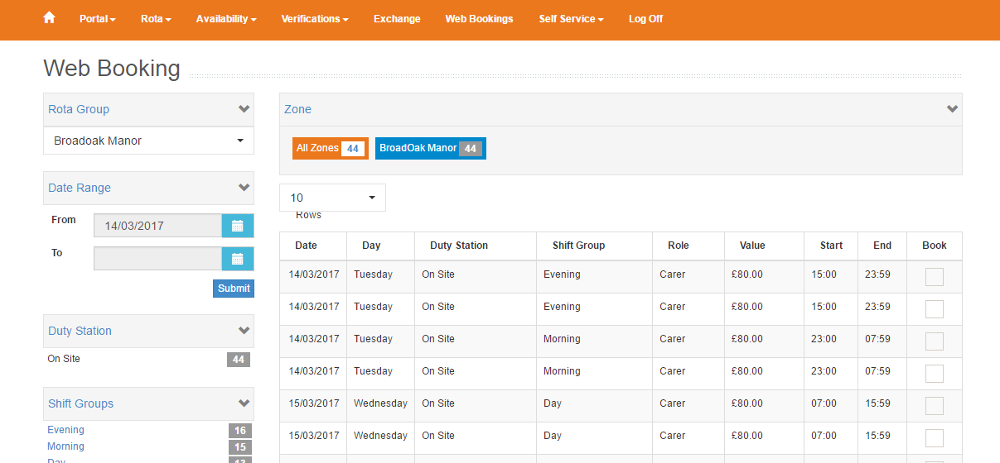 Portal Rota Availability Verifications Exchange Web Bookings Self Service Log Off
Web Booking
Rota Group
Broadoak Manor
Date Range
From 14/03/2017
To
Submit
Duty Station
On Site 44
Shift Groups
Evening 16
Morning 15
Day 13
Zone
All Zones 44 BroadOak Manor 44
10
Rows
Date Day Duty Station Shift Group Role Value Start End Book
14/03/2017 Tuesday On Site Evening Carer £80.00 15:00 23:59
14/03/2017 Tuesday On Site Evening Carer £80.00 15:00 23:59
14/03/2017 Tuesday On Site Morning Carer £80.00 23:00 07:59
14/03/2017 Tuesday On Site Morning Carer £80.00 23:00 07:59
15/03/2017 Wednesday On Site Day Carer £80.00 07:00 15:59
15/03/2017 Wednesday On Site Day Carer £80.00 07:00 15:59